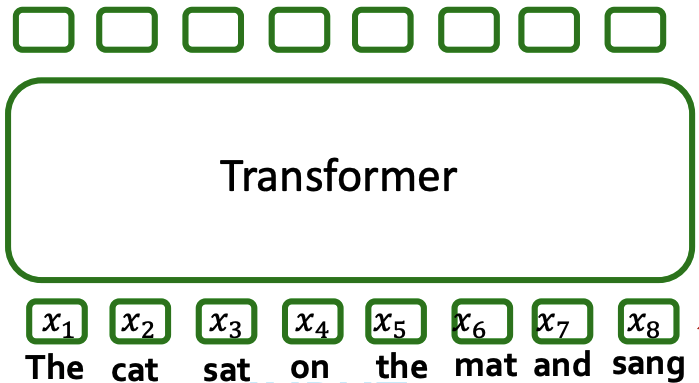 Transformer
x₁ x₂ x₃ x₄ x₅ x₆ x₇ x₈
The cat sat on the mat and sang